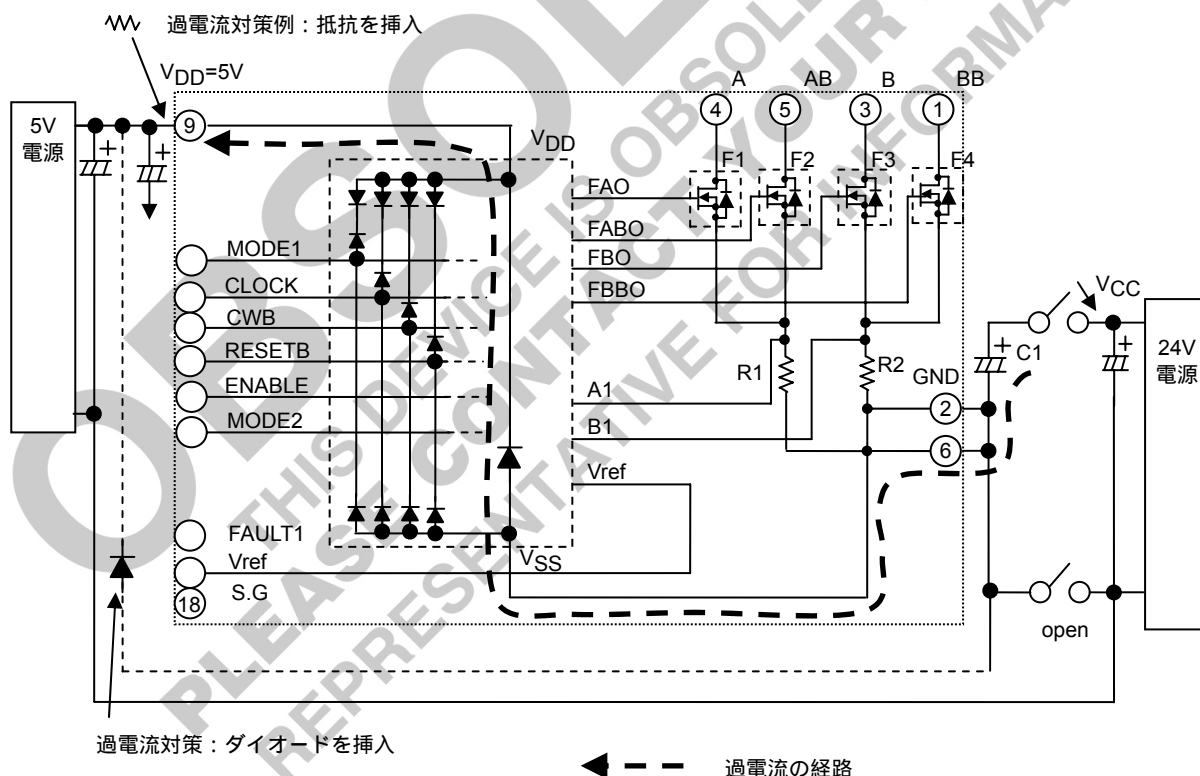 過電流対策例：抵抗を挿入
VDD=5V
A
AB
B
BB
5V
電源
9
4
5
3
1
VDD
F1
F2
F3
F4
FAO
FABO
FBO
FBBO
MODE1
CLOCK
CWB
RESETB
ENABLE
MODE2
VCC
C1
24V
電源
R1
R2
GND
2
A1
B1
6
Vref
FAULT1
VSS
Vref
18
S.G
open
過電流対策：ダイオードを挿入
過電流の経路
+
+
+
+
OBSOLE
THIS DEVICE IS OBSOLE
PLEASE CONTACT YOUR
REPRESENTATIVE FOR INFORMA